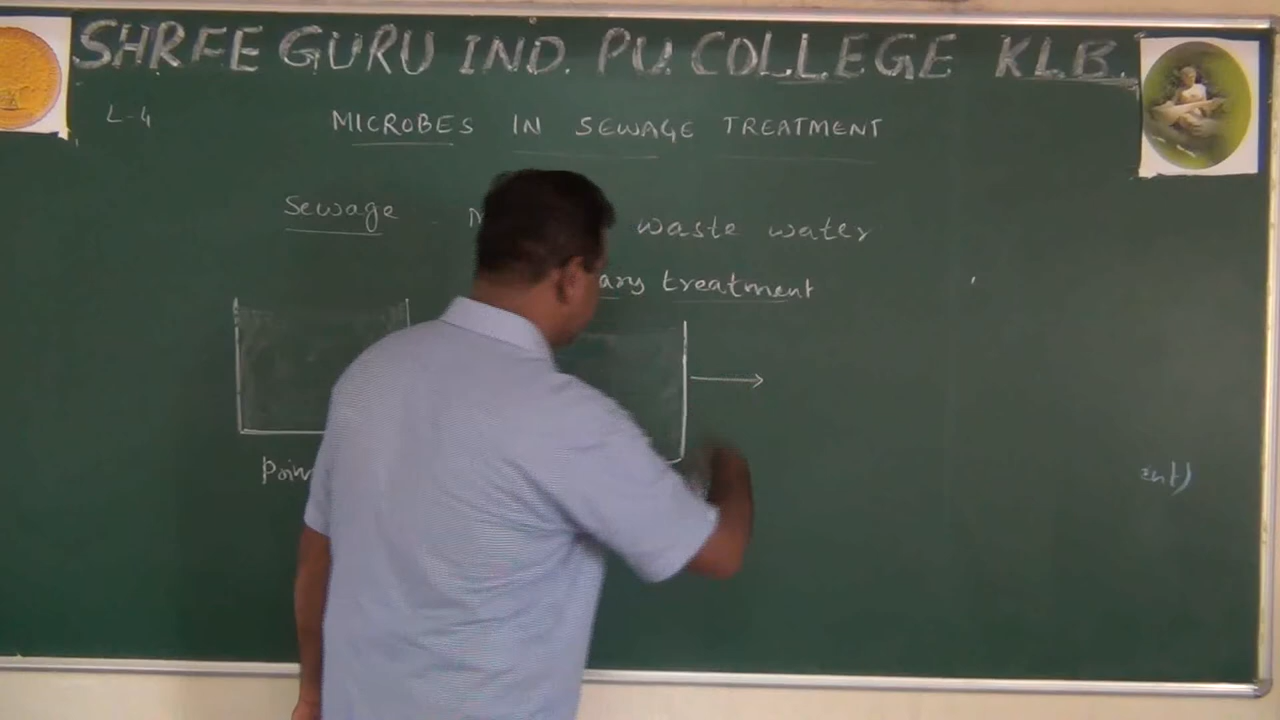 SHREE GURU IND. PU. COLLEGE KLB.
L-4
MICROBES IN SEWAGE TREATMENT
Sewage - waste water
treatment